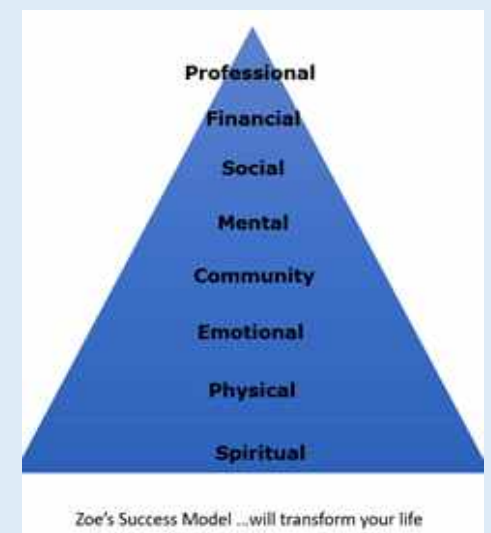 Professional
Financial
Social
Mental
Community
Emotional
Physical
Spiritual
Zoe's Success Model ...will transform your life